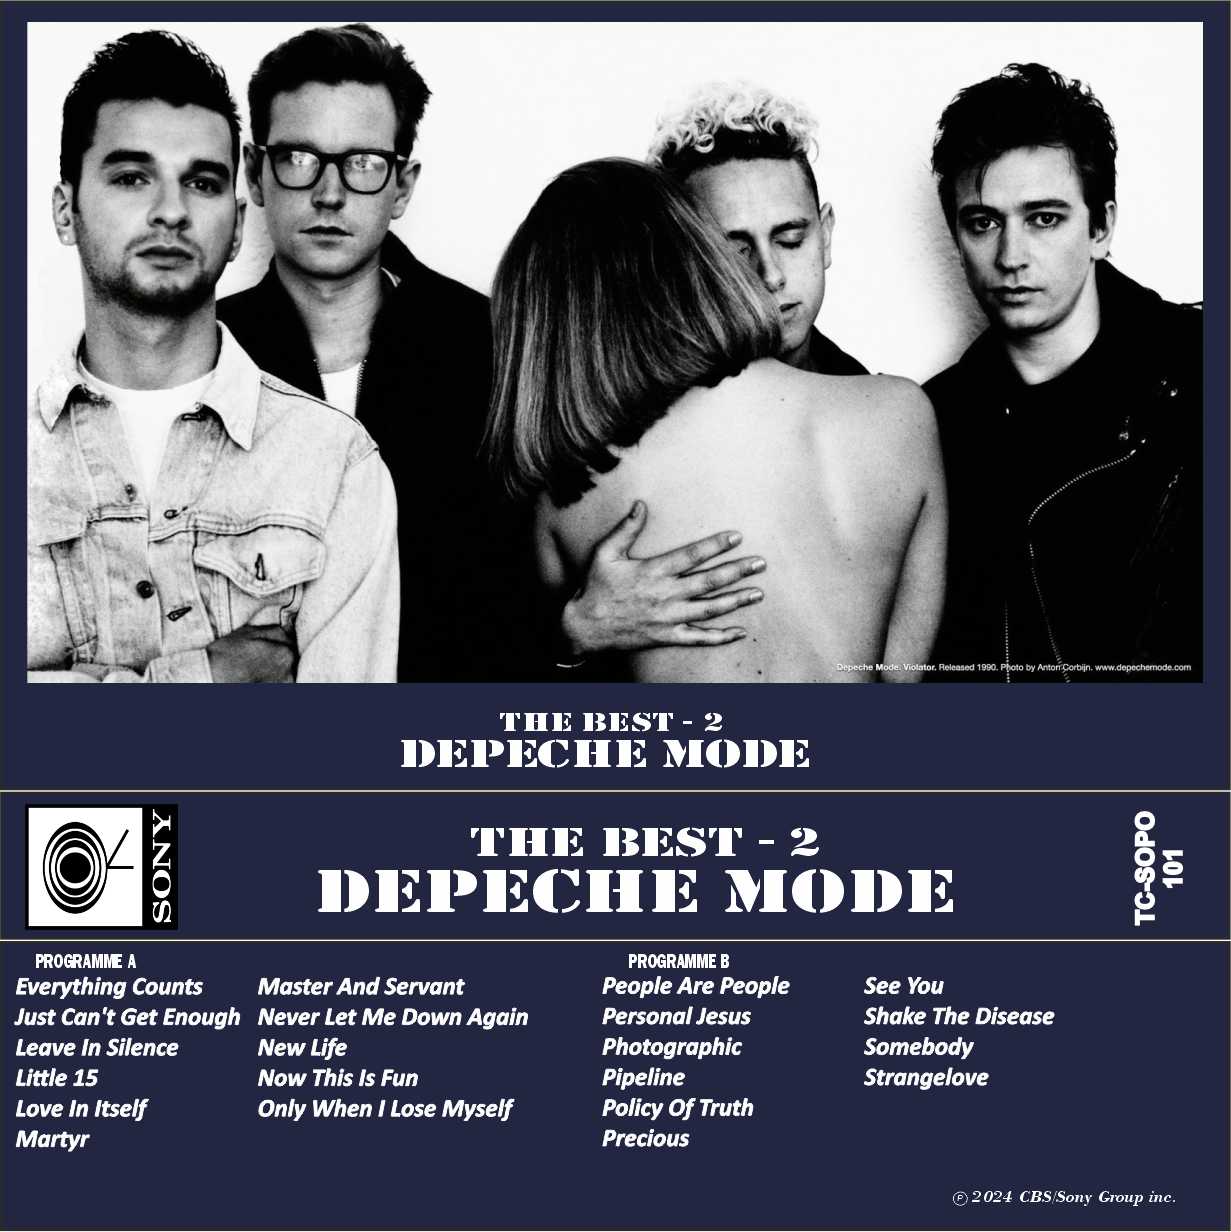 Depeche Mode. Violator. Released 1990. Photo by Anton Corbijn. www.depechemode.com
THE BEST - 2
DEPECHE MODE
SONY
THE BEST - 2
DEPECHE MODE
TC-SOPO
101
PROGRAMME A
Everything Counts
Just Can't Get Enough
Leave In Silence
Little 15
Love In Itself
Martyr
Master And Servant
Never Let Me Down Again
New Life
Now This Is Fun
Only When I Lose Myself
PROGRAMME B
People Are People
Personal Jesus
Photographic
Pipeline
Policy Of Truth
Precious
See You
Shake The Disease
Somebody
Strangelove
Ⓟ 2024 CBS/Sony Group inc.